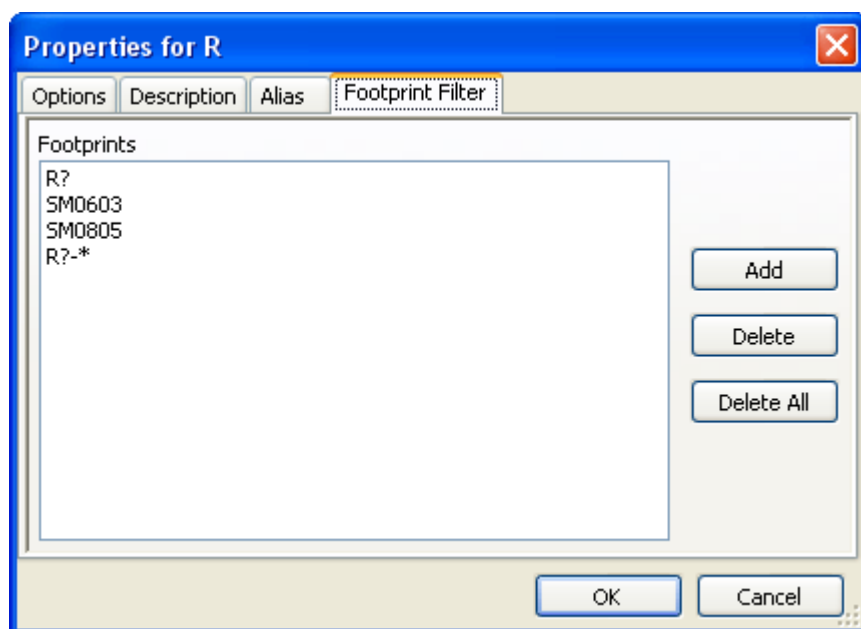 Properties for R
Options Description Alias Footprint Filter
Footprints
R?
SM0603
SM0805
R?-*
Add
Delete
Delete All
OK Cancel